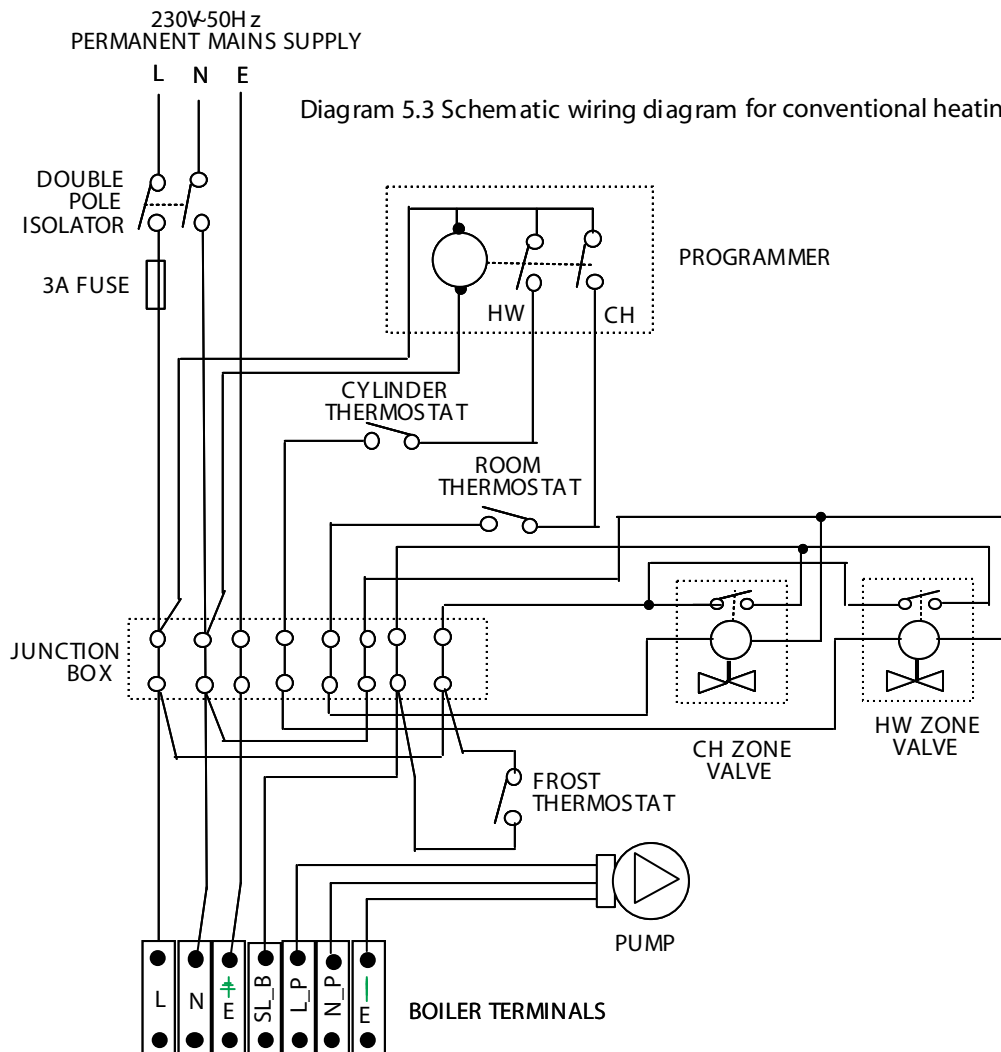 230V~50Hz
PERMANENT MAINS SUPPLY
L N E
Diagram 5.3 Schematic wiring diagram for conventional heatin
DOUBLE
POLE
ISOLATOR
3A FUSE
PROGRAMMER
HW
CH
CYLINDER
THERMOSTAT
ROOM
THERMOSTAT
JUNCTION
BOX
CH ZONE
VALVE
HW ZONE
VALVE
FROST
THERMOSTAT
PUMP
L
N
E
SL_B
L_P
N_P
E
BOILER TERMINALS